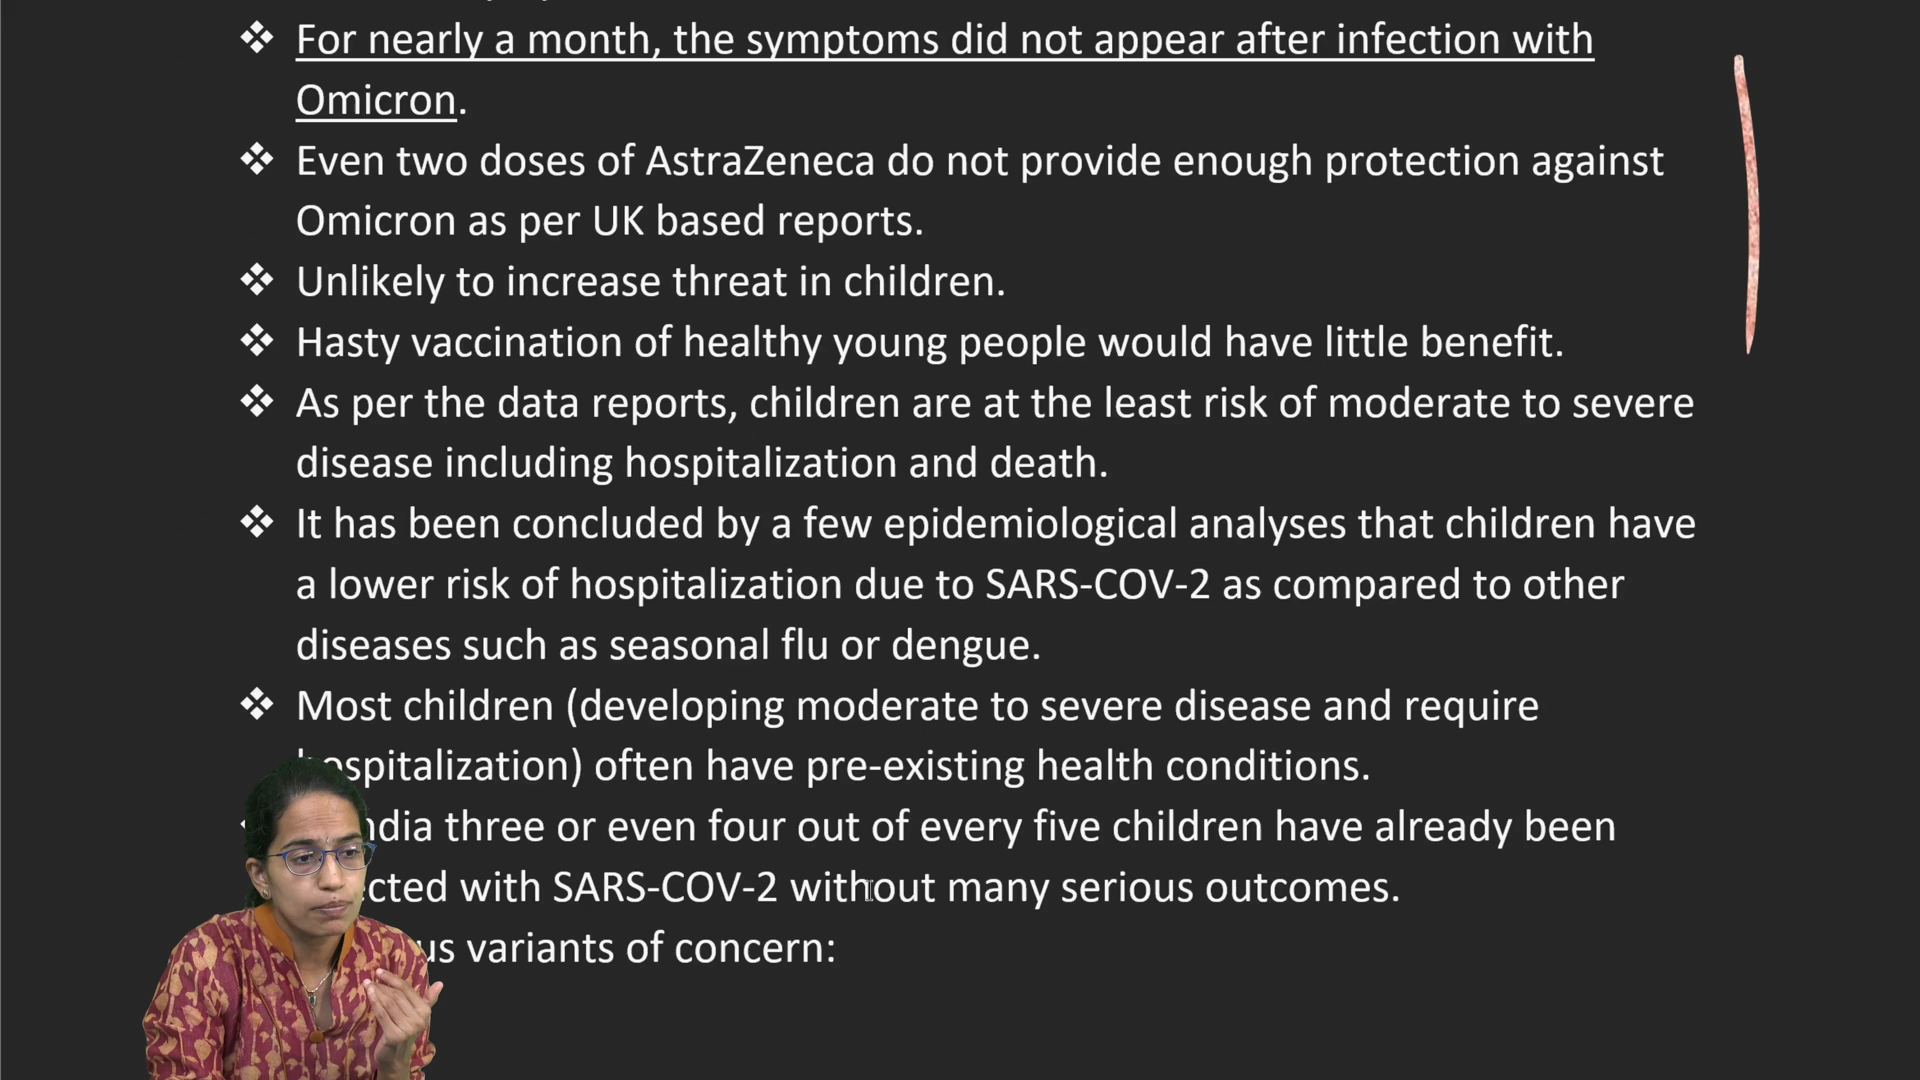 ❖ For nearly a month, the symptoms did not appear after infection with
Omicron.
❖ Even two doses of AstraZeneca do not provide enough protection against
Omicron as per UK based reports.
❖ Unlikely to increase threat in children.
❖ Hasty vaccination of healthy young people would have little benefit.
❖ As per the data reports, children are at the least risk of moderate to severe
disease including hospitalization and death.
❖ It has been concluded by a few epidemiological analyses that children have
a lower risk of hospitalization due to SARS-COV-2 as compared to other
diseases such as seasonal flu or dengue.
❖ Most children (developing moderate to severe disease and require
hospitalization) often have pre-existing health conditions.
three or even four out of every five children have already been
with SARS-COV-2 without many serious outcomes.
variants of concern: